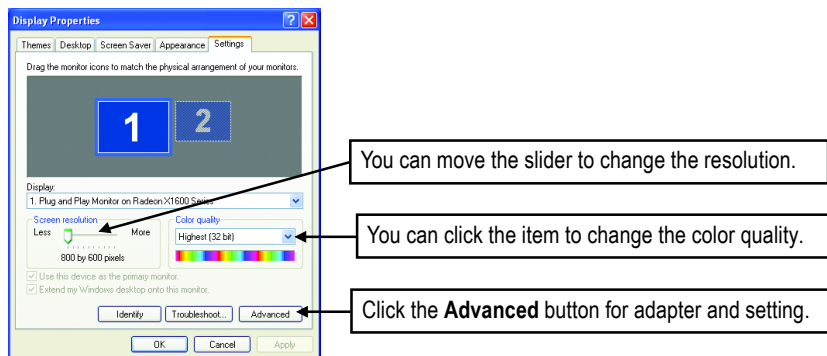 Display Properties
Themes Desktop Screen Saver Appearance Settings
Drag the monitor icons to match the physical arrangement of your monitors.
1 2
You can move the slider to change the resolution.
Display:
1. Plug and Play Monitor on Radeon X1600 Series
Screen resolution Color quality
Less More
Highest (32 bit)
You can click the item to change the color quality.
800 by 600 pixels
Use this device as the primary monitor.
Extend my Windows desktop onto this monitor.
Identify Troubleshoot... Advanced
Click the Advanced button for adapter and setting.
OK Cancel Apply